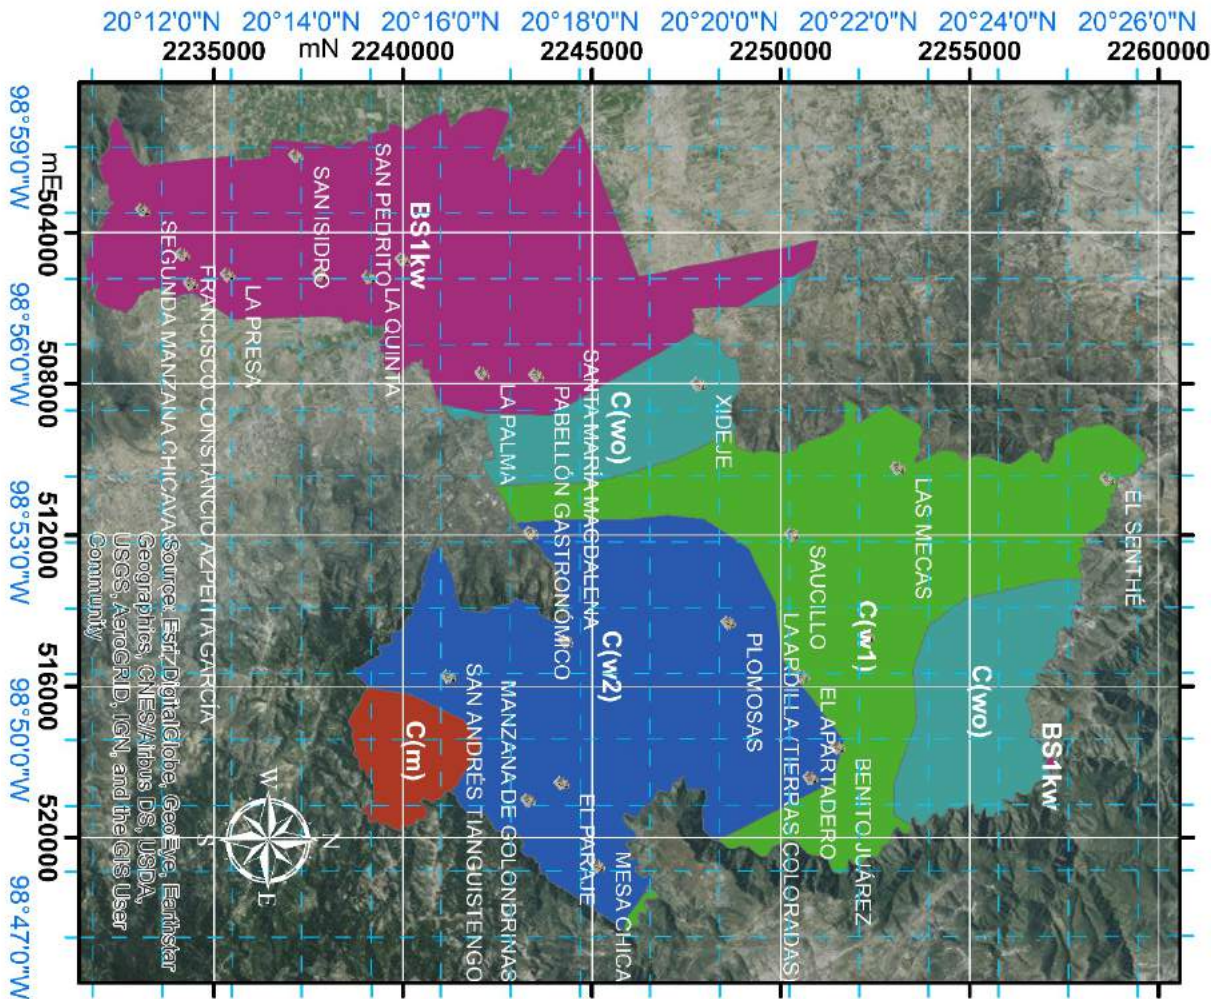 20°12'0"N 20°14'0"N 20°16'0"N 20°18'0"N 20°20'0"N 20°22'0"N 20°24'0"N 20°26'0"N
2235000 mN 2240000 2245000 2250000 2255000 2260000
98°59'0"W 98°56'0"W 98°53'0"W 98°50'0"W 98°47'0"W
mE 504000 508000 512000 516000 520000
EL SENTHÉ
BS1kw
C(wo)
LAS MECAS
BENITO JUÁREZ
C(w1)
EL APARTADERO
SAUCILLO
LA ARDILLA (TIERRAS COLORADAS)
PLOMOSAS
XIDEJE
MESA CHICA
C(w2)
C(wo)
SANTA MARÍA MAGDALENA
EL PARAJE
PABELLÓN GASTRONÓMICO
MANZANA DE GOLONDRINAS
LA PALMA
SAN ANDRÉS TIANGUISTENGO
BS1kw
C(m)
LA QUINTA
SAN PEDRITO
SAN ISIDRO
LA PRESA
FRANCISCO CONSTANCIO AZPETIA GARCÍA
SEGUNDA MANZANA CHICAVASCO
N
W
E
S
Source: Esri, DigitalGlobe, GeoEye, Earthstar
Geographics, CNES/Airbus DS, USDA,
USGS, AeroGRID, IGN, and the GIS User
Community